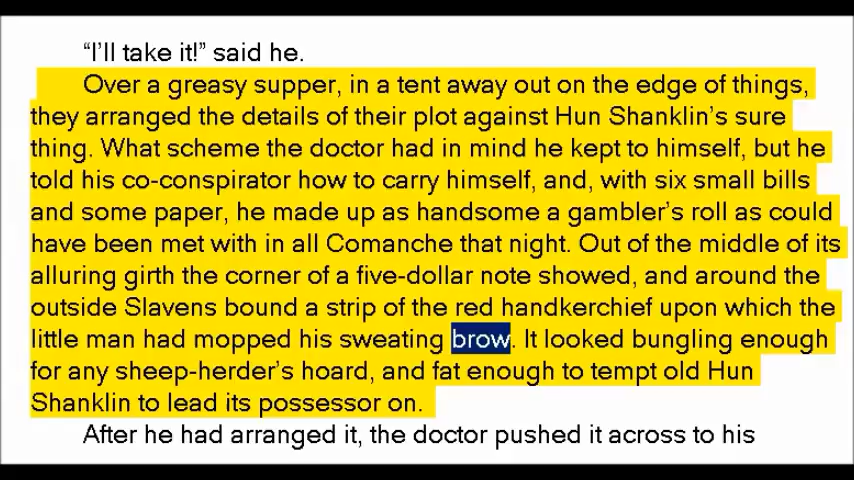 “I’ll take it!” said he.
Over a greasy supper, in a tent away out on the edge of things,
they arranged the details of their plot against Hun Shanklin’s sure
thing. What scheme the doctor had in mind he kept to himself, but he
told his co-conspirator how to carry himself, and, with six small bills
and some paper, he made up as handsome a gambler’s roll as could
have been met with in all Comanche that night. Out of the middle of its
alluring girth the corner of a five-dollar note showed, and around the
outside Slavens bound a strip of the red handkerchief upon which the
little man had mopped his sweating brow. It looked bungling enough
for any sheep-herder’s hoard, and fat enough to tempt old Hun
Shanklin to lead its possessor on.
After he had arranged it, the doctor pushed it across to his